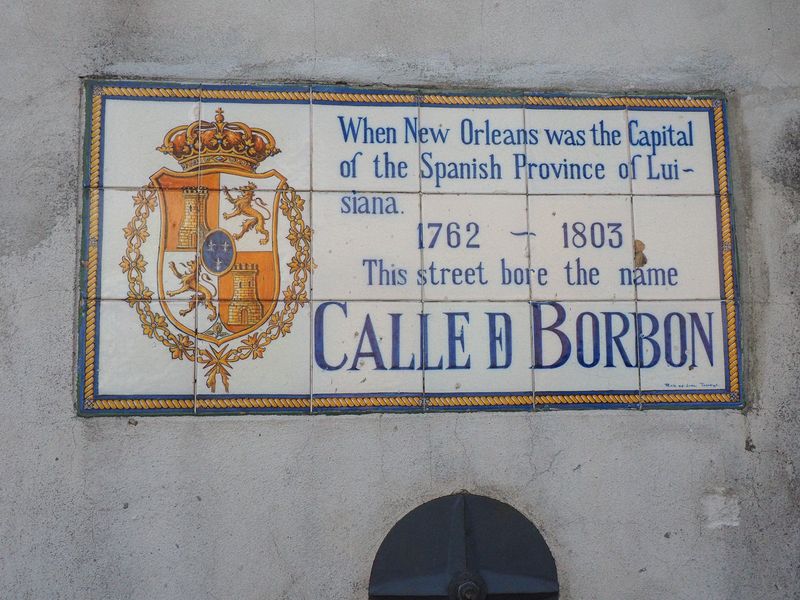 When New Orleans was the Capital
of the Spanish Province of Lui-
siana.
1762 ~ 1803
This street bore the name
CALLE D BORBON